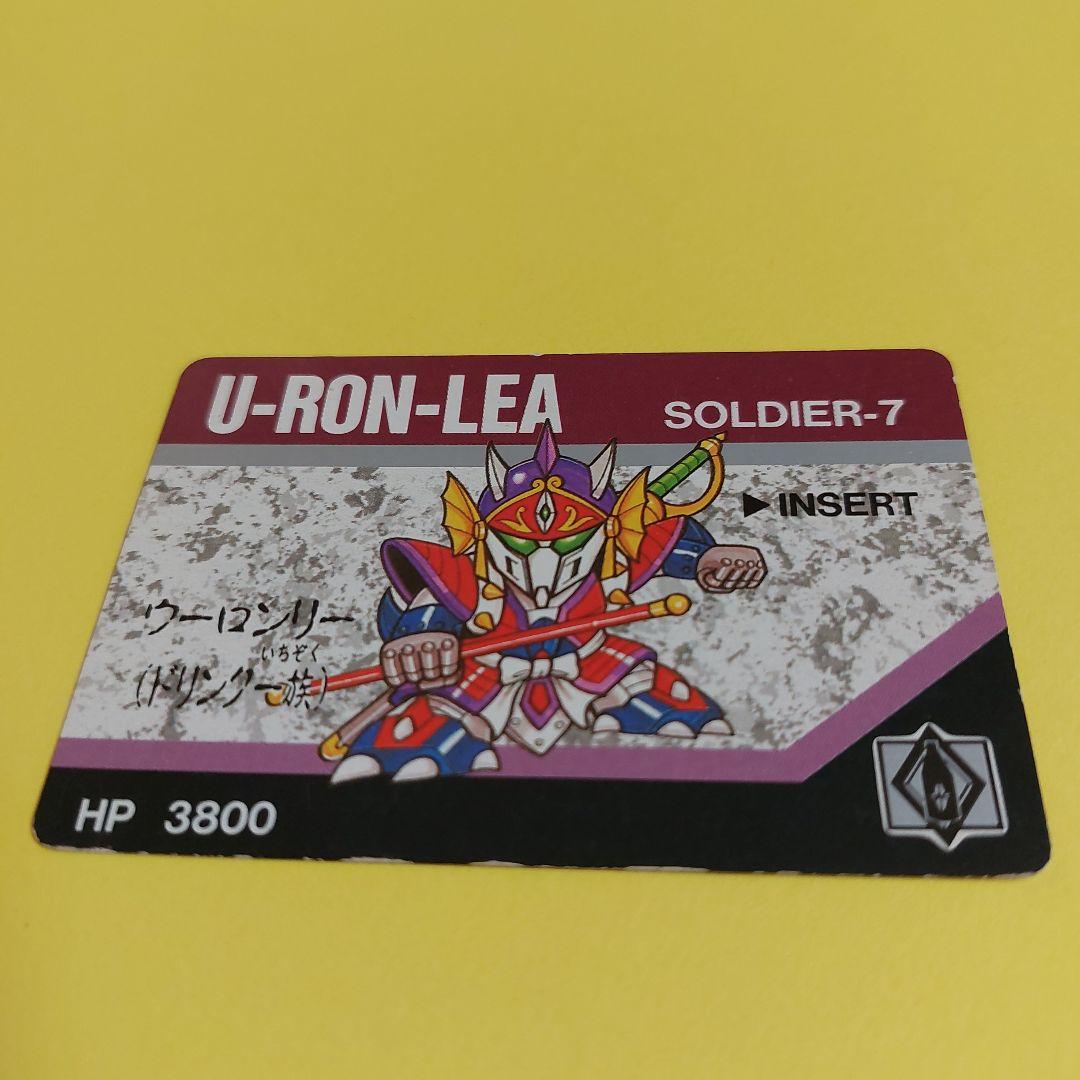 U-RON-LEA
SOLDIER-7
▶INSERT
ウーロンリー
いちぞく
(ドリンク一族)
HP 3800